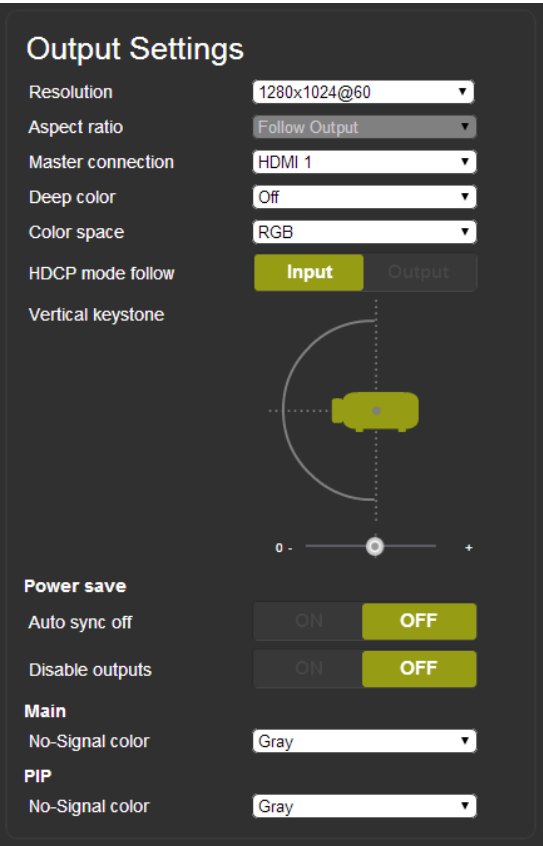 Output Settings
Resolution 1280x1024@60
Aspect ratio Follow Output
Master connection HDMI 1
Deep color Off
Color space RGB
HDCP mode follow Input Output
Vertical keystone
0 - +
Power save
Auto sync off ON OFF
Disable outputs ON OFF
Main
No-Signal color Gray
PIP
No-Signal color Gray